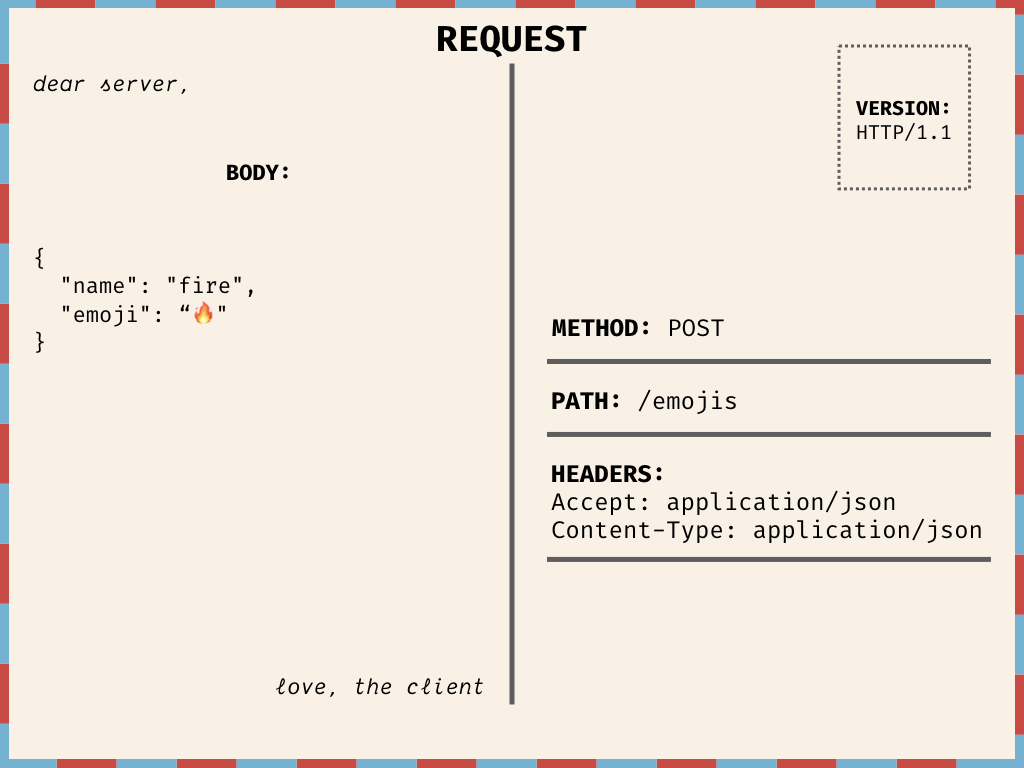 REQUEST
dear server,
BODY:
{
  "name": "fire",
  "emoji": “🔥"
}
love, the client
VERSION:
HTTP/1.1
METHOD: POST
PATH: /emojis
HEADERS:
Accept: application/json
Content-Type: application/json